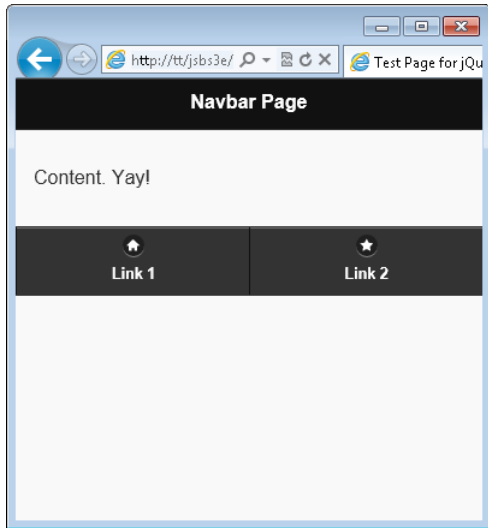 http://tt/jsbs3e/
Test Page for jQu
Navbar Page
Content. Yay!
Link 1
Link 2